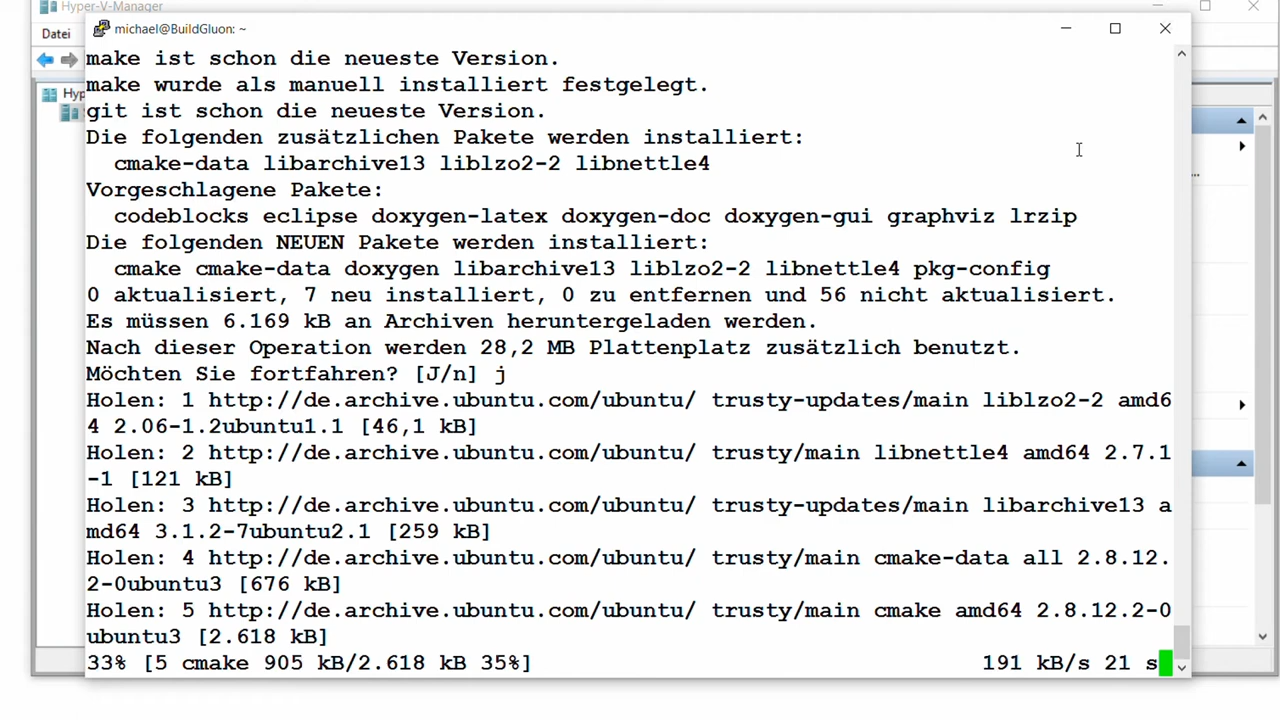 Hyper-V-Manager
michael@BuildGluon: ~
Datei
Hyp
make ist schon die neueste Version.
make wurde als manuell installiert festgelegt.
git ist schon die neueste Version.
Die folgenden zusätzlichen Pakete werden installiert:
cmake-data libarchive13 liblzo2-2 libnettle4
Vorgeschlagene Pakete:
codeblocks eclipse doxygen-latex doxygen-doc doxygen-gui graphviz lrzip
Die folgenden NEUEN Pakete werden installiert:
cmake cmake-data doxygen libarchive13 liblzo2-2 libnettle4 pkg-config
0 aktualisiert, 7 neu installiert, 0 zu entfernen und 56 nicht aktualisiert.
Es müssen 6.169 kB an Archiven heruntergeladen werden.
Nach dieser Operation werden 28,2 MB Plattenplatz zusätzlich benutzt.
Möchten Sie fortfahren? [J/n] j
Holen: 1 http://de.archive.ubuntu.com/ubuntu/ trusty-updates/main liblzo2-2 amd6
4 2.06-1.2ubuntu1.1 [46,1 kB]
Holen: 2 http://de.archive.ubuntu.com/ubuntu/ trusty/main libnettle4 amd64 2.7.1
-1 [121 kB]
Holen: 3 http://de.archive.ubuntu.com/ubuntu/ trusty-updates/main libarchive13 a
md64 3.1.2-7ubuntu2.1 [259 kB]
Holen: 4 http://de.archive.ubuntu.com/ubuntu/ trusty/main cmake-data all 2.8.12.
2-0ubuntu3 [676 kB]
Holen: 5 http://de.archive.ubuntu.com/ubuntu/ trusty/main cmake amd64 2.8.12.2-0
ubuntu3 [2.618 kB]
33% [5 cmake 905 kB/2.618 kB 35%] 191 kB/s 21 s